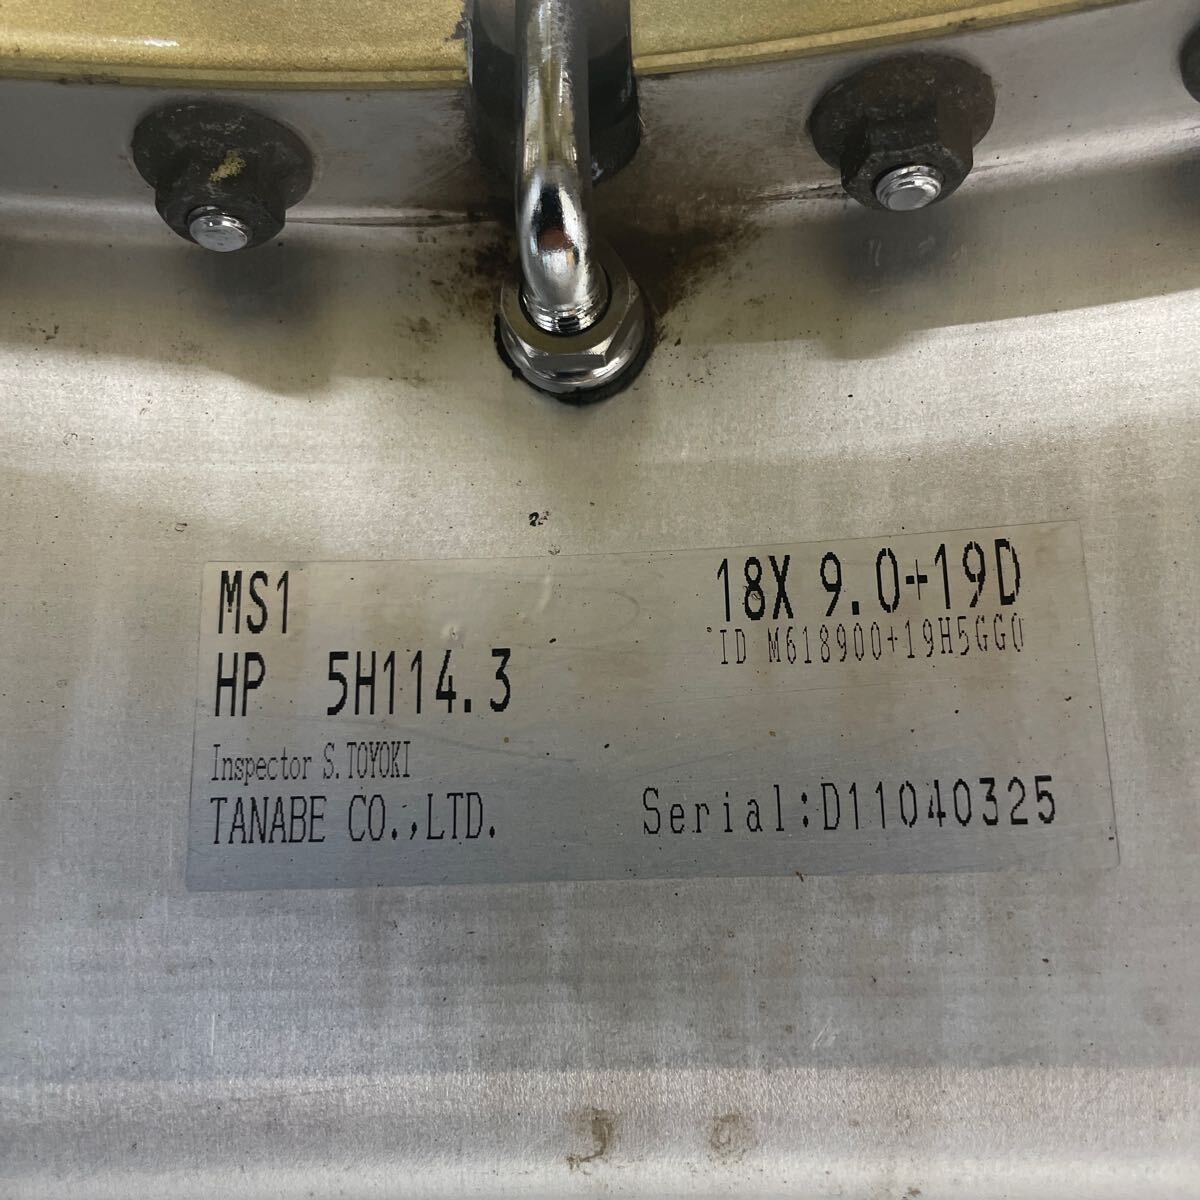 MS1
18X 9.0+19D
ID M618900+19H5GG0
HP 5H114.3
Inspector S.TOYOKI
TANABE CO.,LTD.
Serial:D11040325